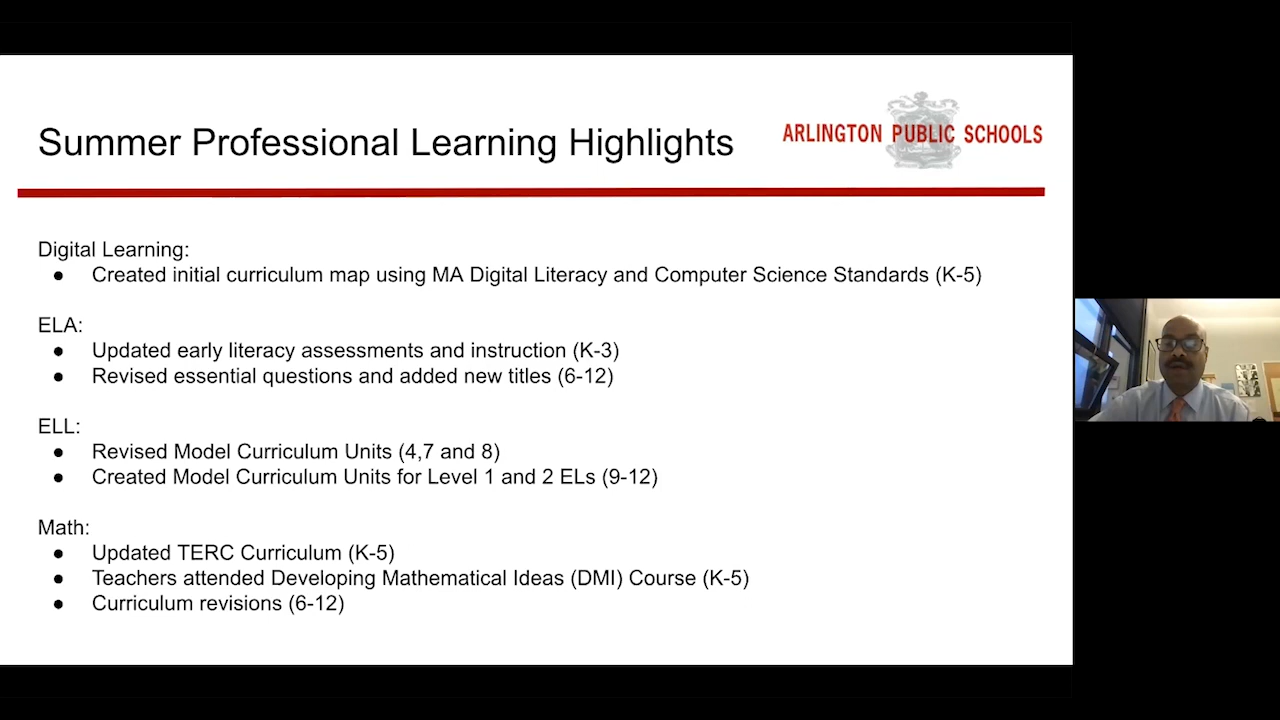 Summer Professional Learning Highlights
ARLINGTON PUBLIC SCHOOLS
Digital Learning:
● Created initial curriculum map using MA Digital Literacy and Computer Science Standards (K-5)
ELA:
● Updated early literacy assessments and instruction (K-3)
● Revised essential questions and added new titles (6-12)
ELL:
● Revised Model Curriculum Units (4,7 and 8)
● Created Model Curriculum Units for Level 1 and 2 ELs (9-12)
Math:
● Updated TERC Curriculum (K-5)
● Teachers attended Developing Mathematical Ideas (DMI) Course (K-5)
● Curriculum revisions (6-12)